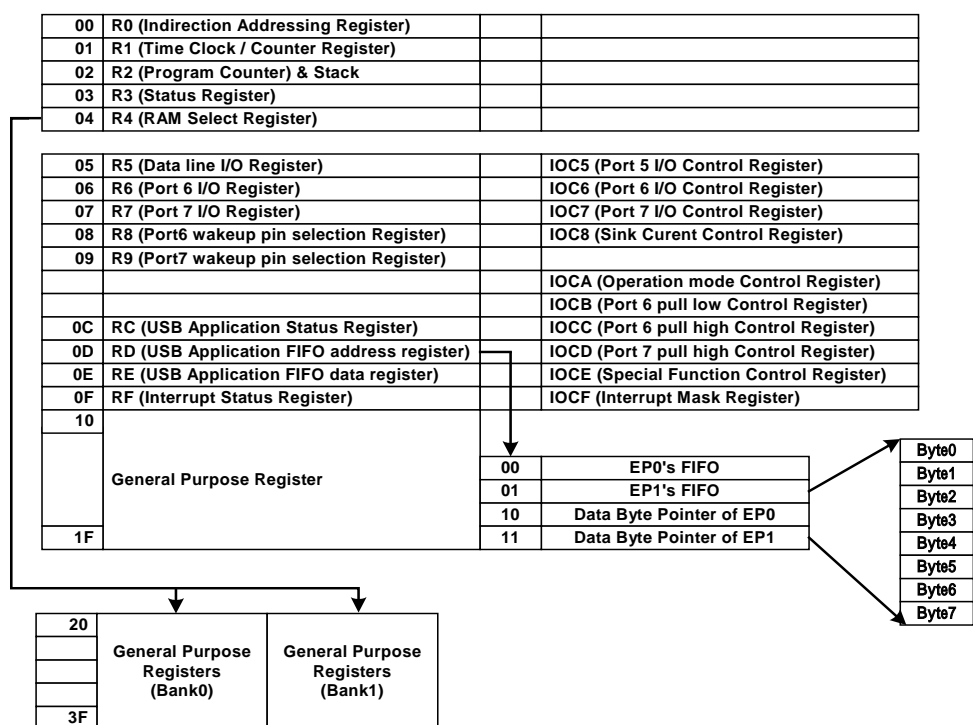 00 R0 (Indirection Addressing Register)
01 R1 (Time Clock / Counter Register)
02 R2 (Program Counter) & Stack
03 R3 (Status Register)
04 R4 (RAM Select Register)
05 R5 (Data line I/O Register) IOC5 (Port 5 I/O Control Register)
06 R6 (Port 6 I/O Register) IOC6 (Port 6 I/O Control Register)
07 R7 (Port 7 I/O Register) IOC7 (Port 7 I/O Control Register)
08 R8 (Port6 wakeup pin selection Register) IOC8 (Sink Curent Control Register)
09 R9 (Port7 wakeup pin selection Register)
IOCA (Operation mode Control Register)
IOCB (Port 6 pull low Control Register)
0C RC (USB Application Status Register) IOCC (Port 6 pull high Control Register)
0D RD (USB Application FIFO address register) IOCD (Port 7 pull high Control Register)
0E RE (USB Application FIFO data register) IOCE (Special Function Control Register)
0F RF (Interrupt Status Register) IOCF (Interrupt Mask Register)
10
General Purpose Register
1F
00 EP0's FIFO
01 EP1's FIFO
10 Data Byte Pointer of EP0
11 Data Byte Pointer of EP1
Byte0
Byte1
Byte2
Byte3
Byte4
Byte5
Byte6
Byte7
20
General Purpose
Registers
(Bank0)
General Purpose
Registers
(Bank1)
3F